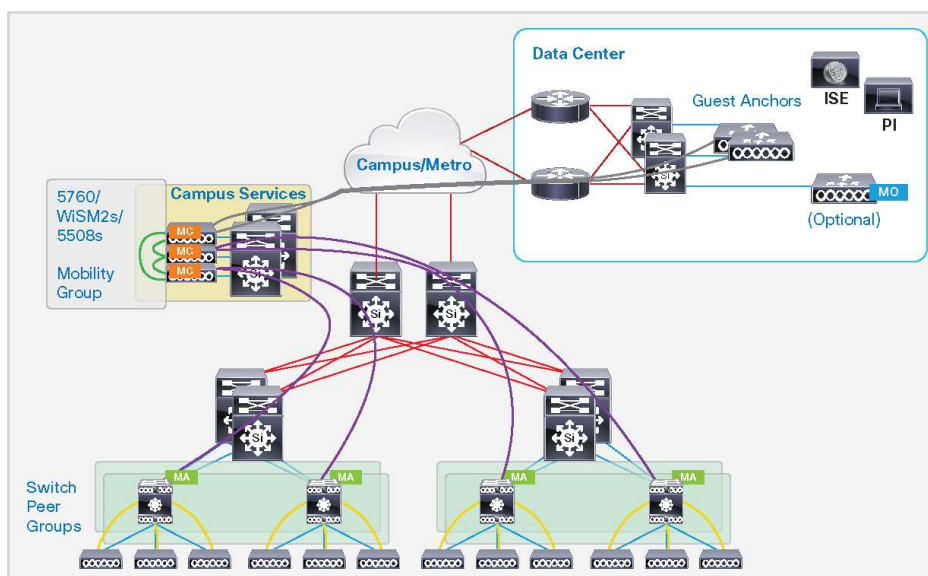 Data Center
Guest Anchors
ISE
PI
Si
MO
(Optional)
Campus/Metro
Campus Services
5760/
WiSM2s/
5508s
Mobility
Group
MC
MC
MC
Si
Si
Si
Si
Si
Switch
Peer
Groups
MA
MA
MA
MA